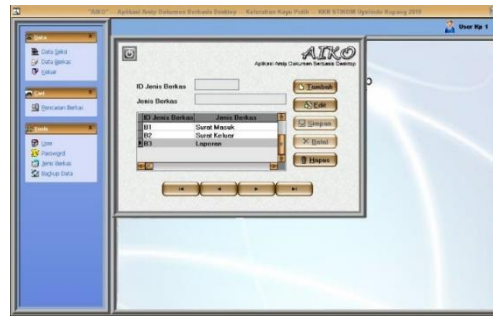 "AIKO" - Aplikasi Arsip Dokumen Berbasis Desktop - Kelurahan Kayu Putih - KKN STIKOM Uyelindo Kupang 2019
User Kp 1
Data
Data Seksi
Data Berkas
Keluar
Cari
Pencarian Berkas
Tools
User
Password
Jenis Berkas
Backup Data
AIKO
Aplikasi Arsip Dokumen Berbasis Desktop
ID Jenis Berkas
Jenis Berkas
ID Jenis Berkas Jenis Berkas
B1 Surat Masuk
B2 Surat Keluar
B3 Laporan
Tambah
Edit
Simpan
Batal
Hapus